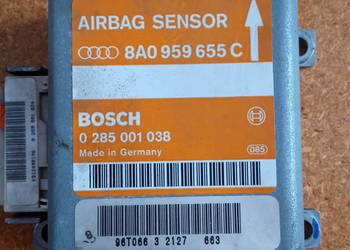 AIRBAG SENSOR
8A0 959 655 C
BOSCH
0 285 001 038
Made in Germany
085
B
96T066 3 2127 663